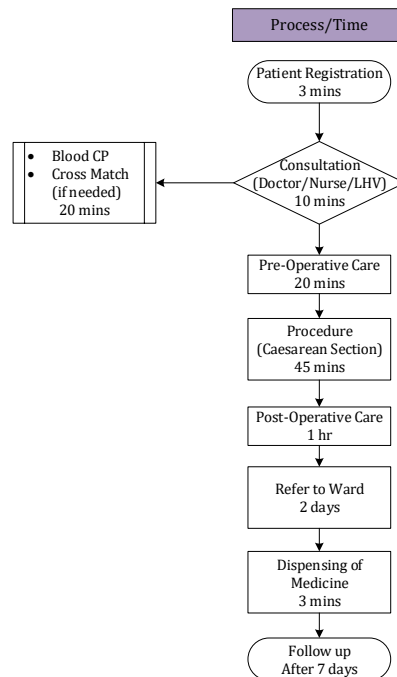 Process/Time
Patient Registration
3 mins
• Blood CP
• Cross Match
(if needed)
20 mins
Consultation
(Doctor/Nurse/LHV)
10 mins
Pre-Operative Care
20 mins
Procedure
(Caesarean Section)
45 mins
Post-Operative Care
1 hr
Refer to Ward
2 days
Dispensing of
Medicine
3 mins
Follow up
After 7 days